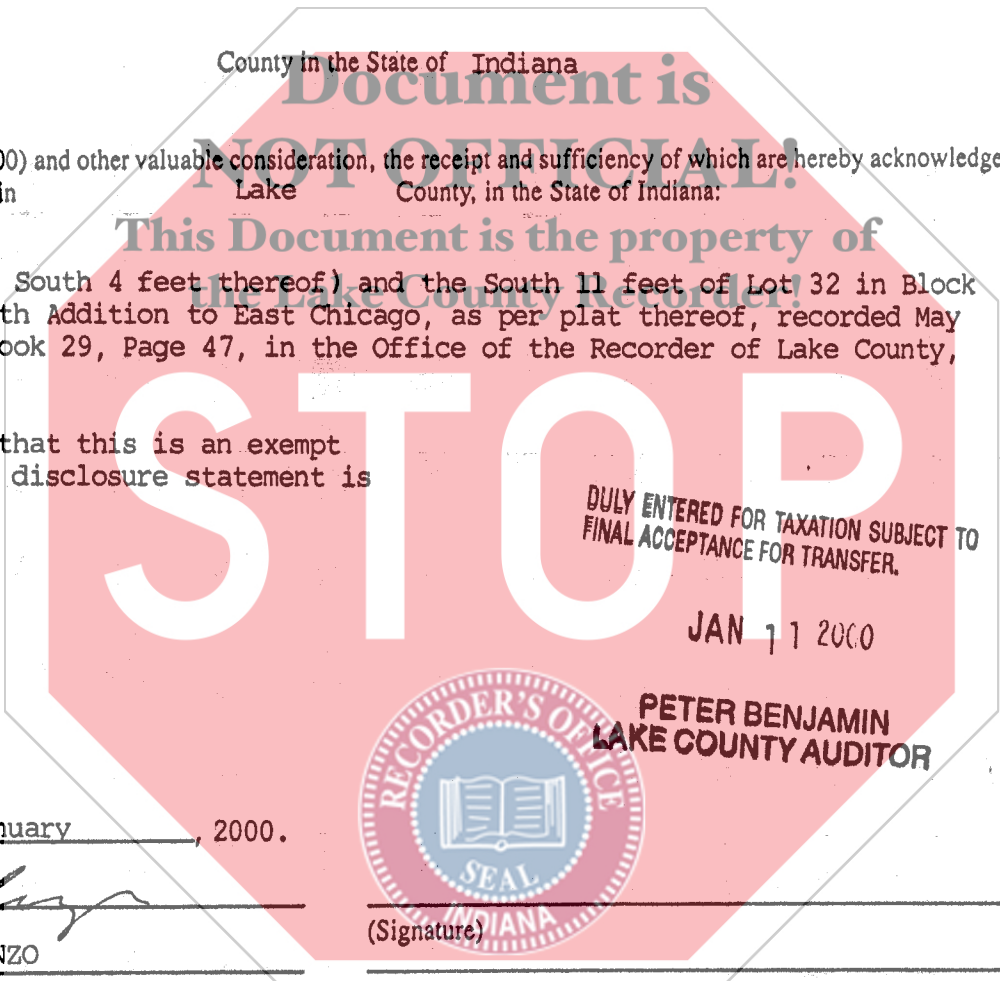 County in the State of Indiana
Document is
NOT OFFICIAL!
00) and other valuable consideration, the receipt and sufficiency of which are hereby acknowledge
in Lake County, in the State of Indiana:
This Document is the property of
the Lake County Recorder!
South 4 feet thereof) and the South 11 feet of Lot 32 in Block
th Addition to East Chicago, as per plat thereof, recorded May
ook 29, Page 47, in the Office of the Recorder of Lake County,
STOP
that this is an exempt
disclosure statement is
DULY ENTERED FOR TAXATION SUBJECT TO
FINAL ACCEPTANCE FOR TRANSFER.
JAN 11 2000
PETER BENJAMIN
LAKE COUNTY AUDITOR
RECORDER'S OFFICE
SEAL
INDIANA
nuary, 2000.
(Signature)
NZO